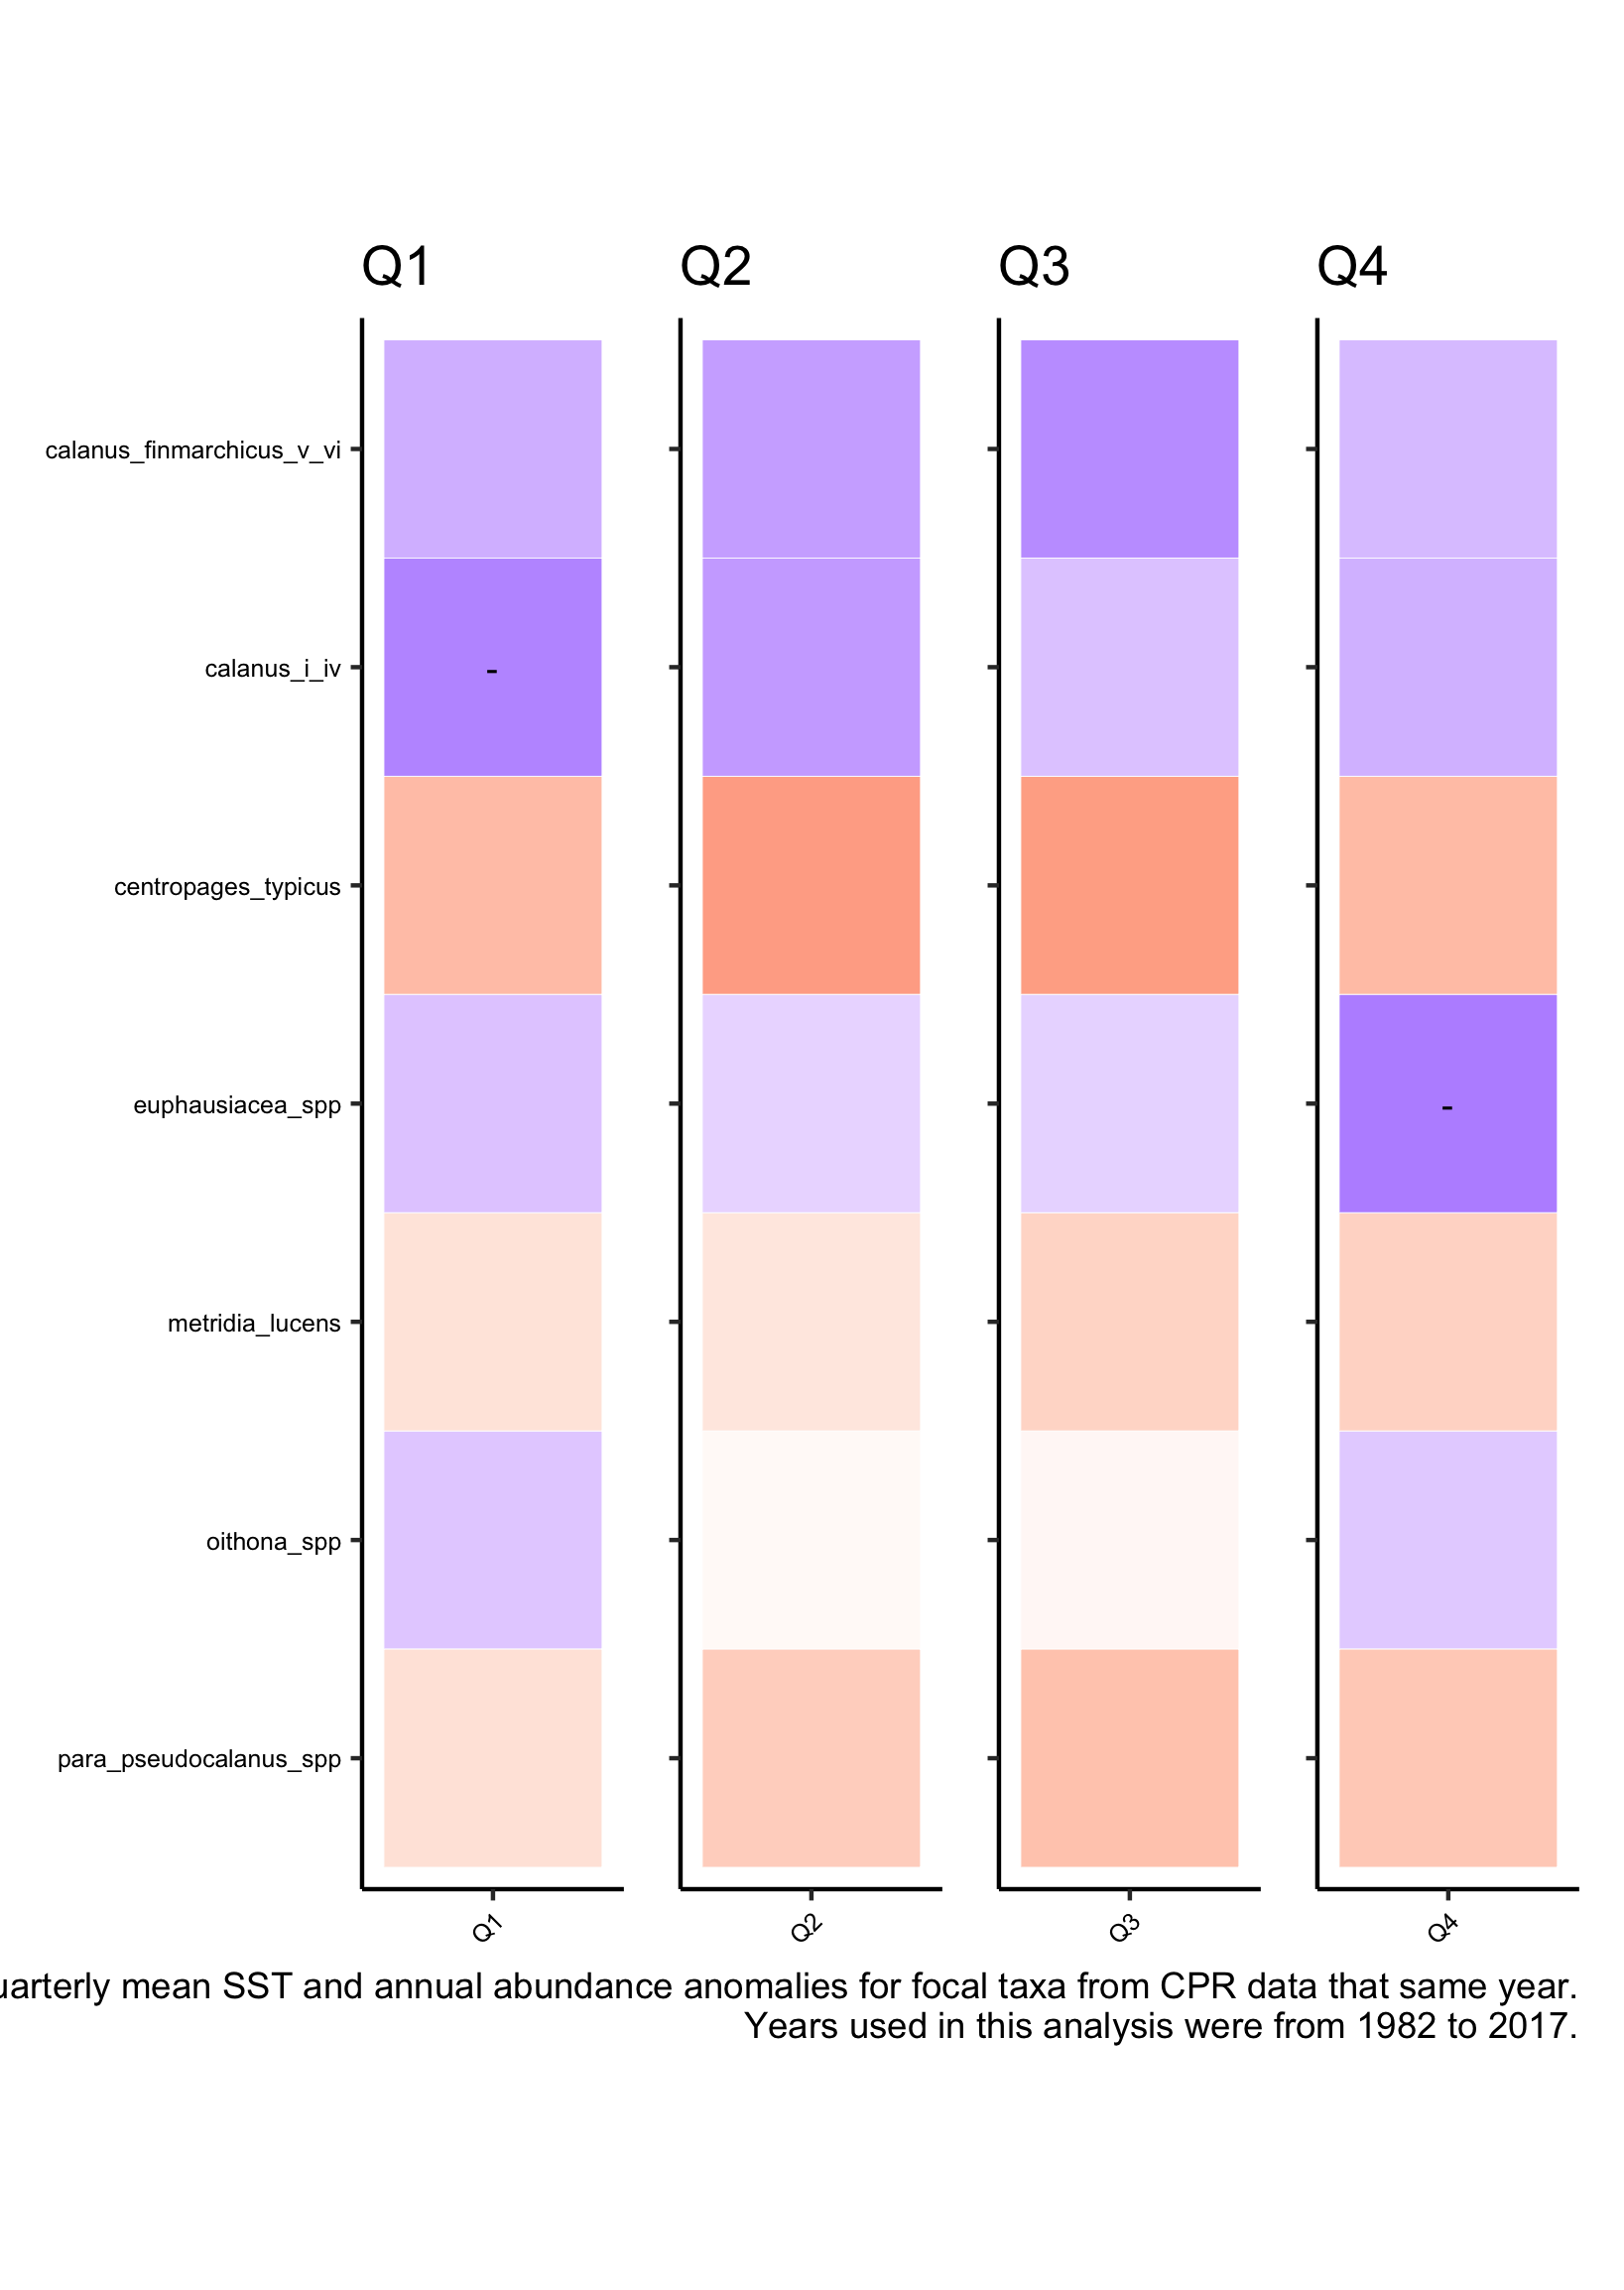 Q1 Q2 Q3 Q4
calanus_finmarchicus_v_vi
calanus_i_iv
-
centropages_typicus
euphausiacea_spp
-
metridia_lucens
oithona_spp
para_pseudocalanus_spp
Q1 Q2 Q3 Q4
mean SST and annual abundance anomalies for focal taxa from CPR data that same year.
Years used in this analysis were from 1982 to 2017.